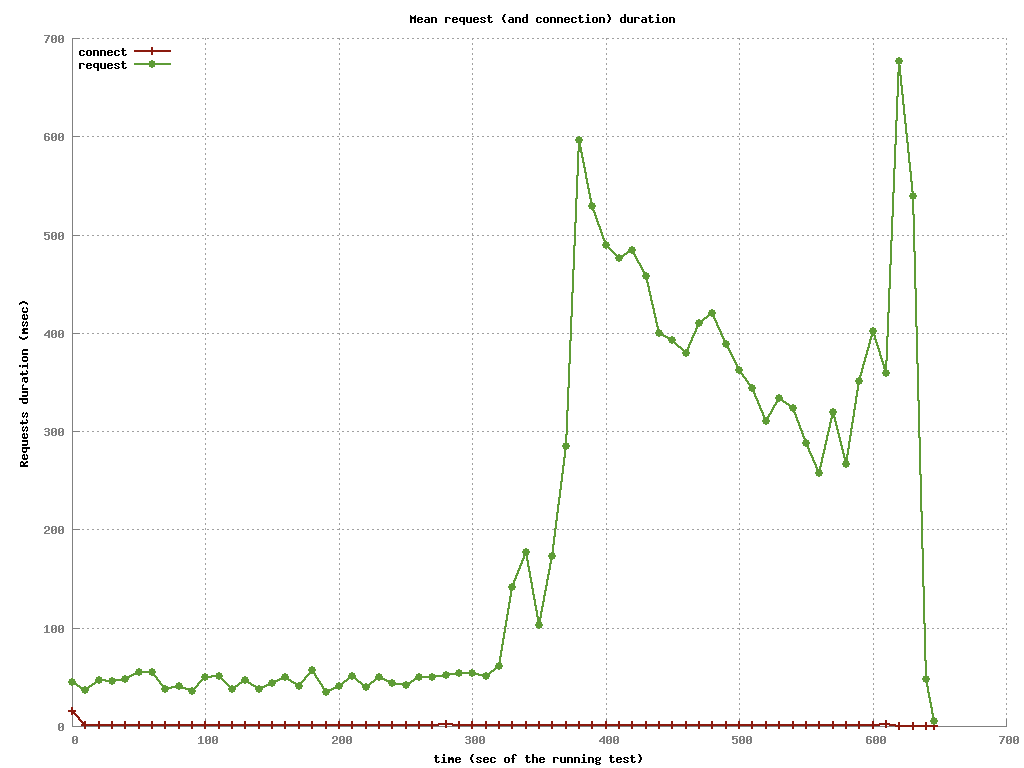 Mean request (and connection) duration
connect
request
Requests duration (msec)
700
600
500
400
300
200
100
0
0 100 200 300 400 500 600 700
time (sec of the running test)